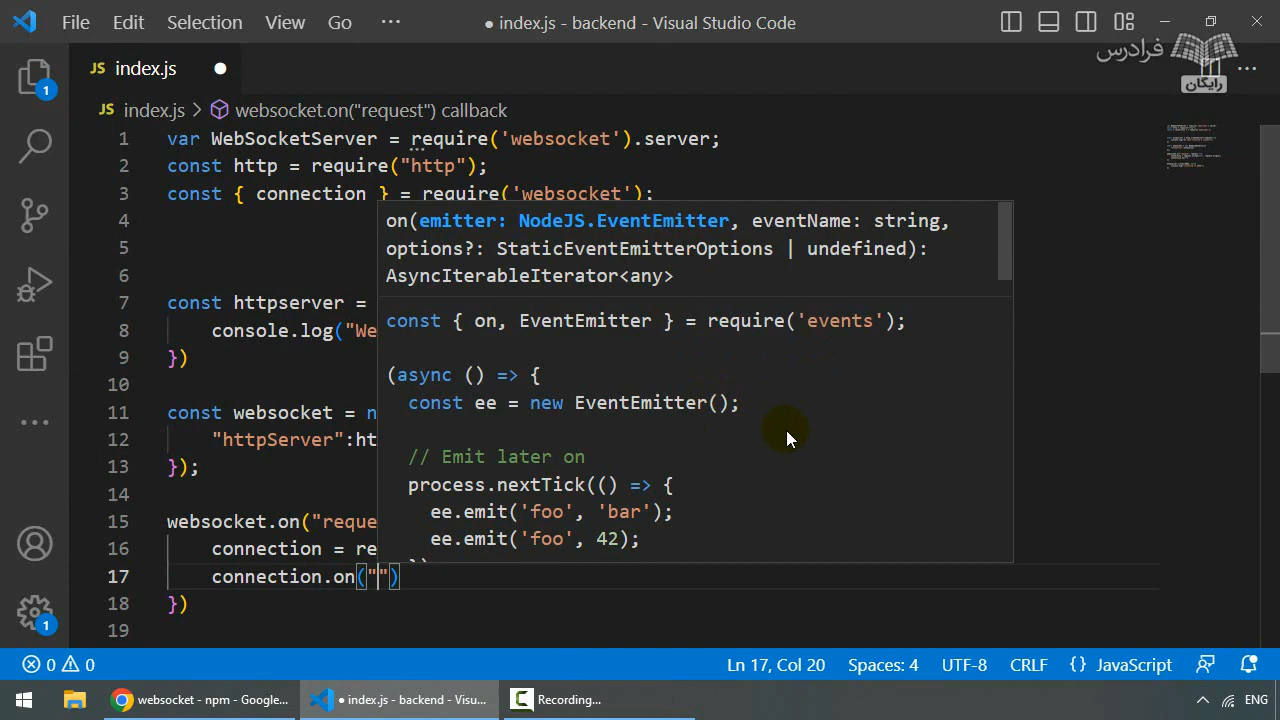 File Edit Selection View Go ··· ● index.js - backend - Visual Studio Code
فرادرس
رایگان
JS index.js ●
JS index.js > websocket.on("request") callback
1 var WebSocketServer = require('websocket').server;
2 const http = require("http");
3 const { connection } = require('websocket');
4
5
6
7 const httpserver =
8 console.log("We
9 })
10
11 const websocket = n
12 "httpServer":ht
13 });
14
15 websocket.on("reque
16 connection = re
17 connection.on("")
18 })
19
on(emitter: NodeJS.EventEmitter, eventName: string,
options?: StaticEventEmitterOptions | undefined):
AsyncIterableIterator<any>
const { on, EventEmitter } = require('events');
(async () => {
const ee = new EventEmitter();
// Emit later on
process.nextTick(() => {
ee.emit('foo', 'bar');
ee.emit('foo', 42);
1
1
0 0 Ln 17, Col 20 Spaces: 4 UTF-8 CRLF {} JavaScript
websocket - npm - Google... ● index.js - backend - Visu... Recording... ENG